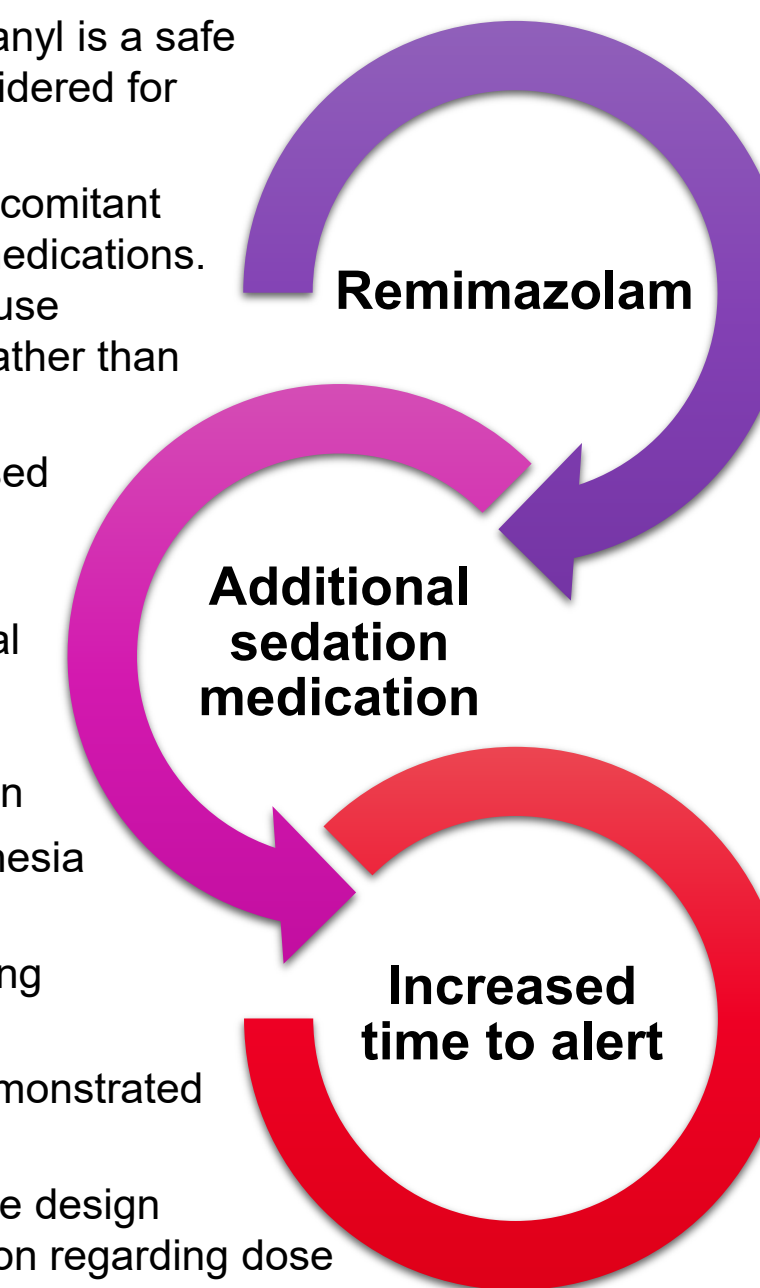 anyl is a safe
idered for
comitant
edications.
use
ather than
sed
al
n
nesia
ng
monstrated
e design
on regarding dose
Remimazolam
Additional
sedation
medication
Increased
time to alert